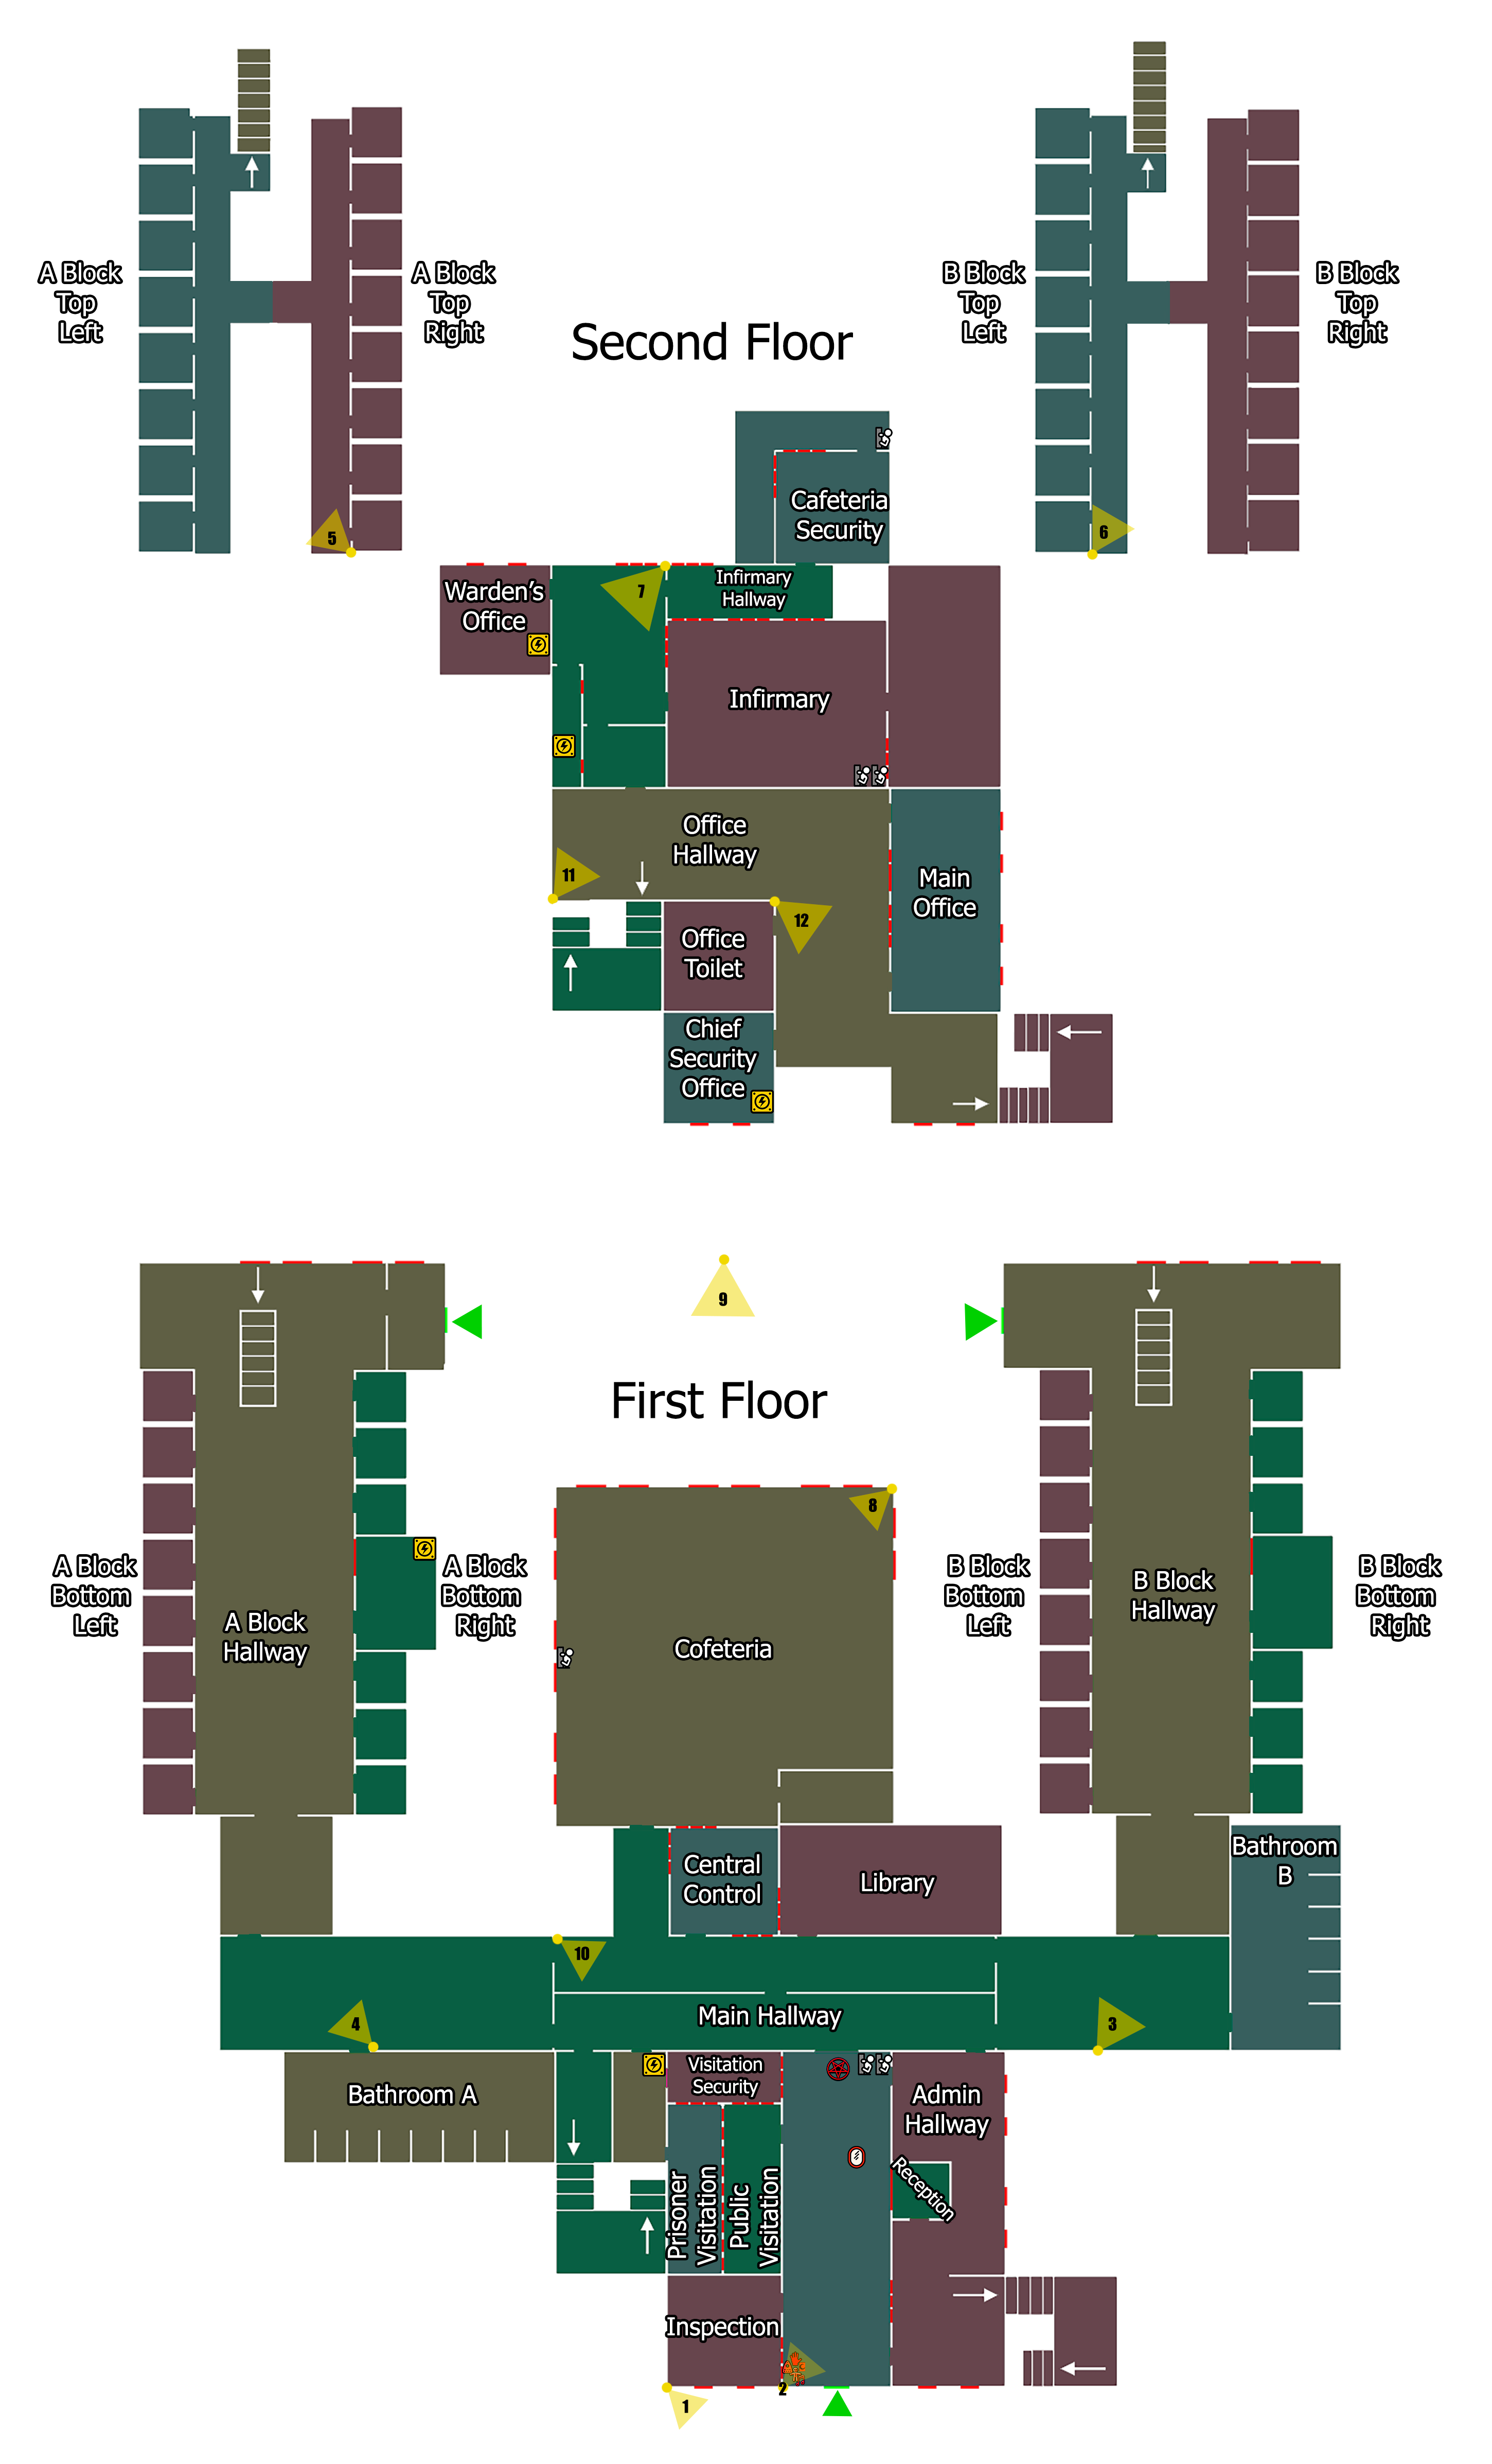 A Block
Top
Left
A Block
Top
Right
B Block
Top
Left
B Block
Top
Right
Second Floor
Cafeteria
Security
5
6
Warden's
Office
7
Infirmary
Hallway
Infirmary
Office
Hallway
11
Main
Office
12
Office
Toilet
Chief
Security
Office
9
First Floor
8
A Block
Bottom
Left
A Block
Hallway
A Block
Bottom
Right
Cofeteria
B Block
Bottom
Left
B Block
Hallway
B Block
Bottom
Right
Central
Control
Library
Bathroom
B
10
Main Hallway
4
3
Bathroom A
Visitation
Security
Admin
Hallway
Prisoner
Visitation
Public
Visitation
Reception
Inspection
1
2